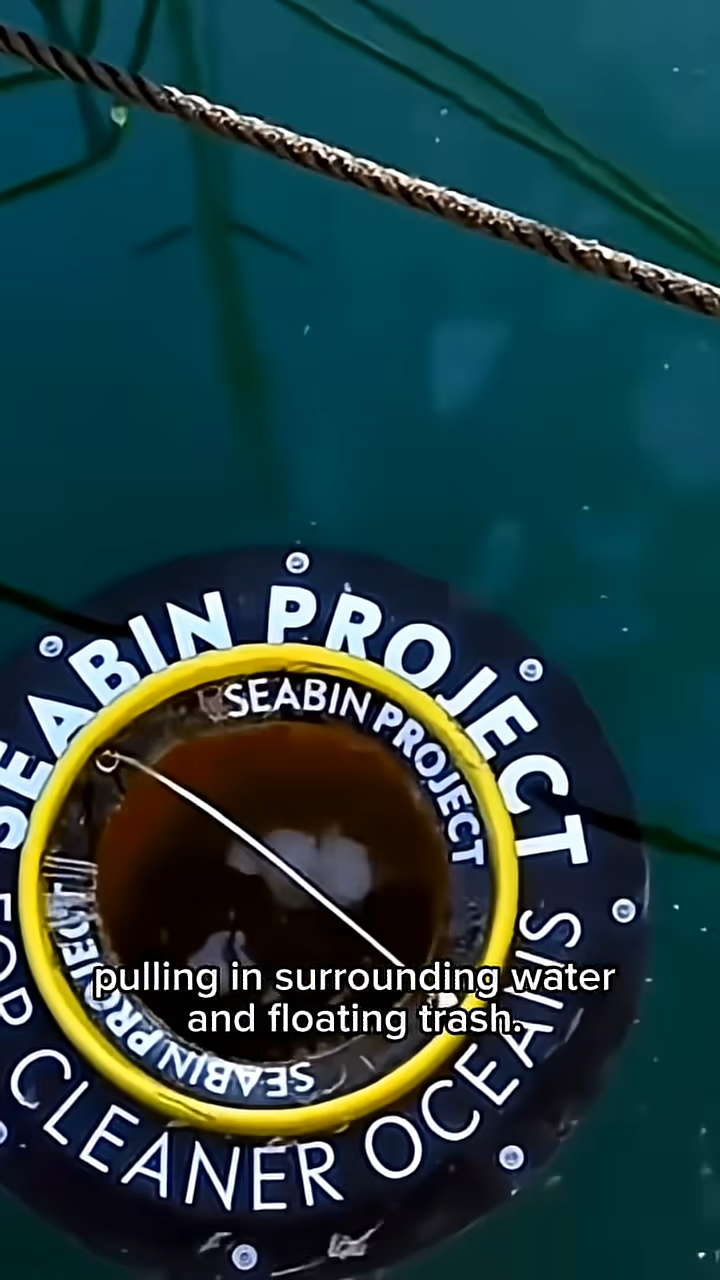 SEABIN PROJECT
SEABIN PROJECT
SEABIN PROJECT
pulling in surrounding water
and floating trash.
FOR CLEANER OCEANS